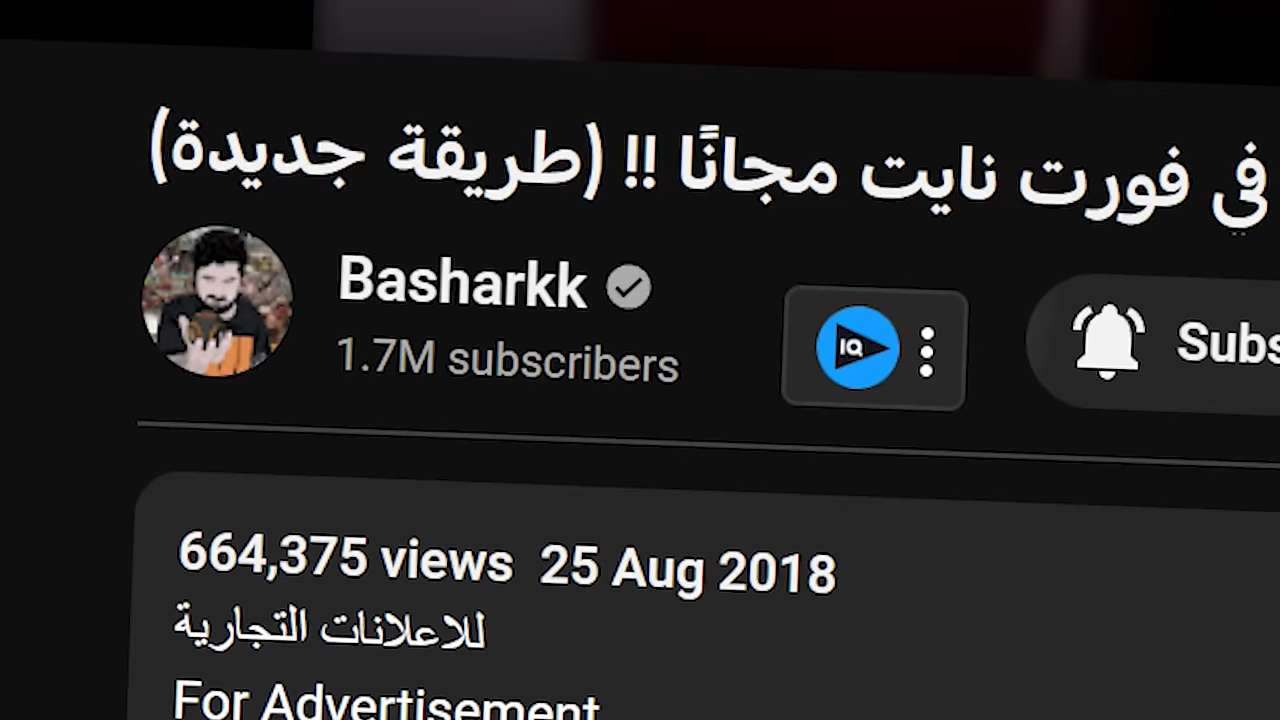 في فورت نايت مجانًا !! (طريقة جديدة)
Basharkk
1.7M subscribers
IQ
664,375 views 25 Aug 2018
للاعلانات التجارية
For Advertisement